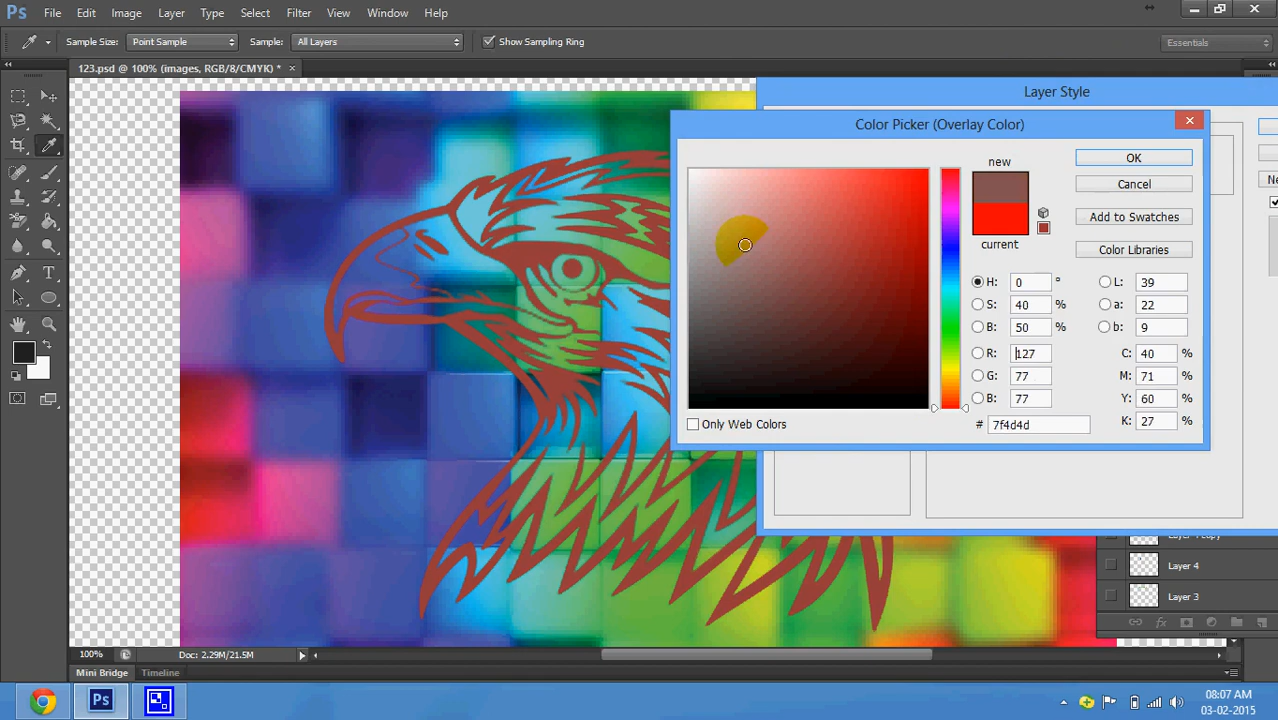 Ps File Edit Image Layer Type Select Filter View Window Help
Sample Size: Point Sample Sample: All Layers Show Sampling Ring Essentials
123.psd @ 100% (images, RGB/8/CMYK) * ×
Layer Style
Color Picker (Overlay Color)
new
current
OK
Cancel
Add to Swatches
Color Libraries
Ne
H: 0 ° L: 39
S: 40 % a: 22
B: 50 % b: 9
R: 127 C: 40 %
G: 77 M: 71 %
B: 77 Y: 60 %
# 7f4d4d K: 27 %
Only Web Colors
Layer 4
Layer 3
100% Doc: 2.29M/21.5M
Mini Bridge Timeline
Ps
08:07 AM
03-02-2015